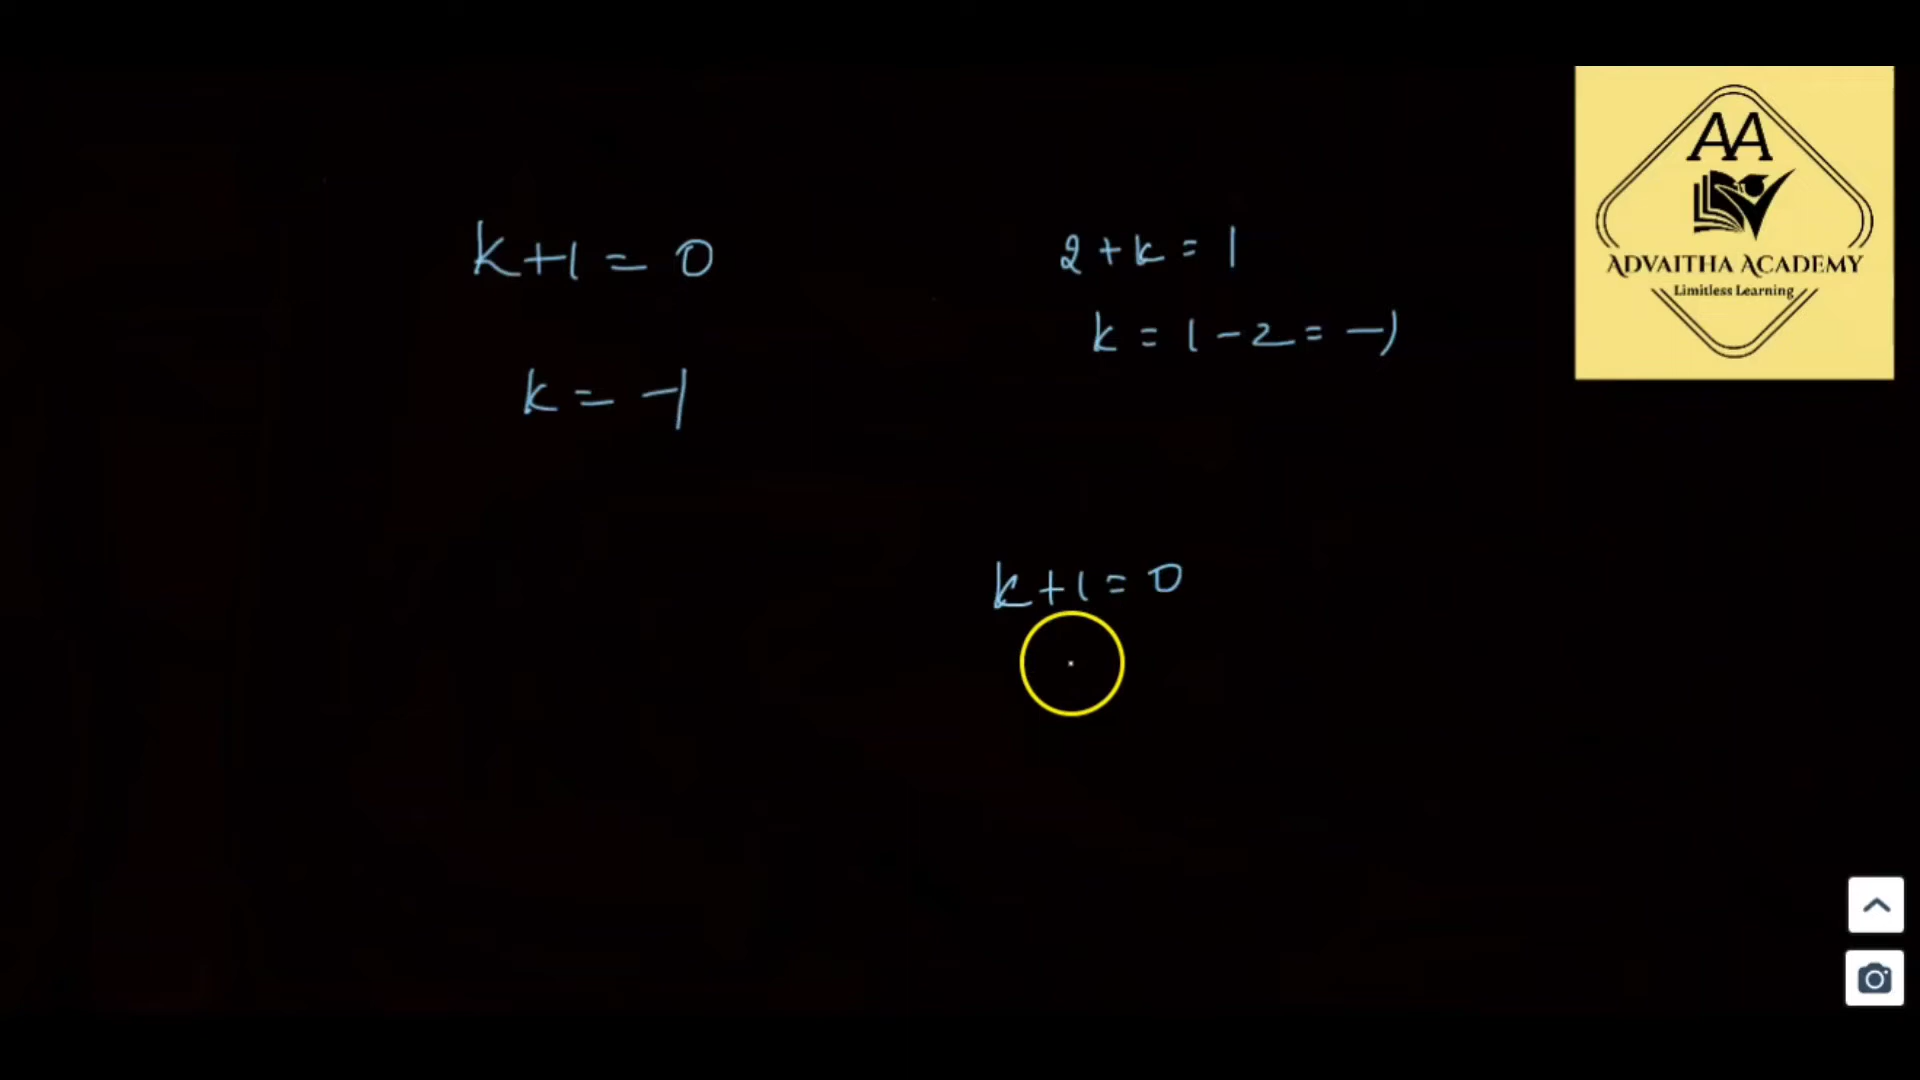 k+1=0
k=-1
2+k=1
k=1-2=-1
k+1=0
AA
ADVAITHA ACADEMY
Limitless Learning